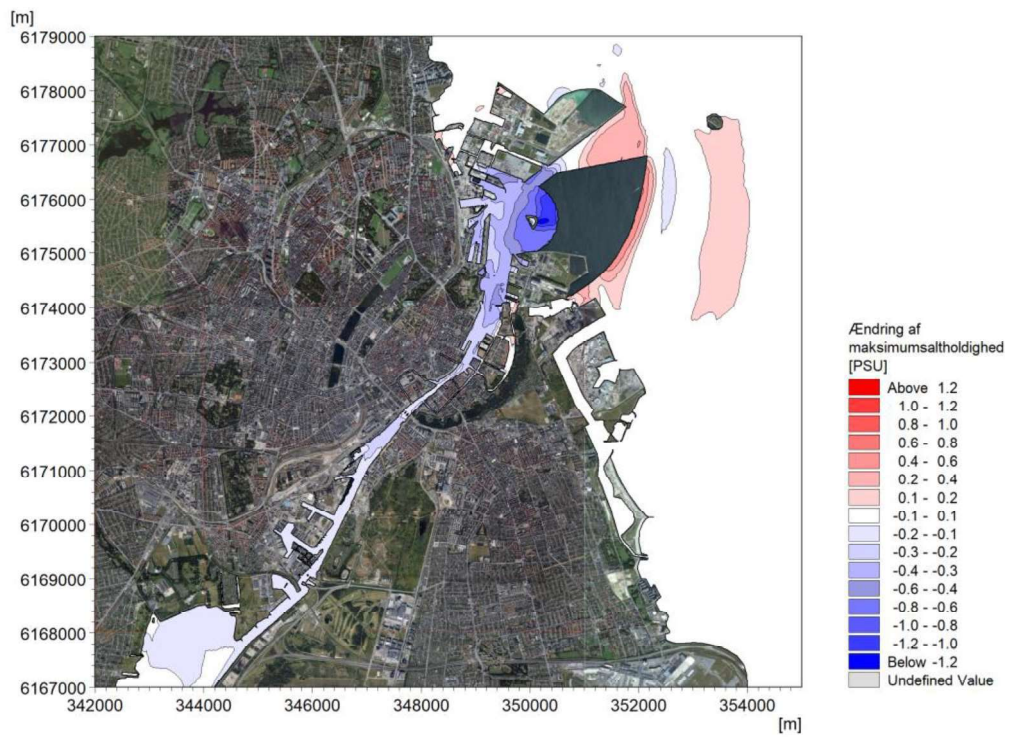 [m]
6179000
6178000
6177000
6176000
6175000
6174000
6173000
6172000
6171000
6170000
6169000
6168000
6167000
342000
344000
346000
348000
350000
352000
354000
[m]
Ændring af
maksimumsaltholdighed
[PSU]
Above 1.2
1.0 - 1.2
0.8 - 1.0
0.6 - 0.8
0.4 - 0.6
0.2 - 0.4
0.1 - 0.2
-0.1 - 0.1
-0.2 - -0.1
-0.3 - -0.2
-0.4 - -0.3
-0.6 - -0.4
-0.8 - -0.6
-1.0 - -0.8
-1.2 - -1.0
Below -1.2
Undefined Value